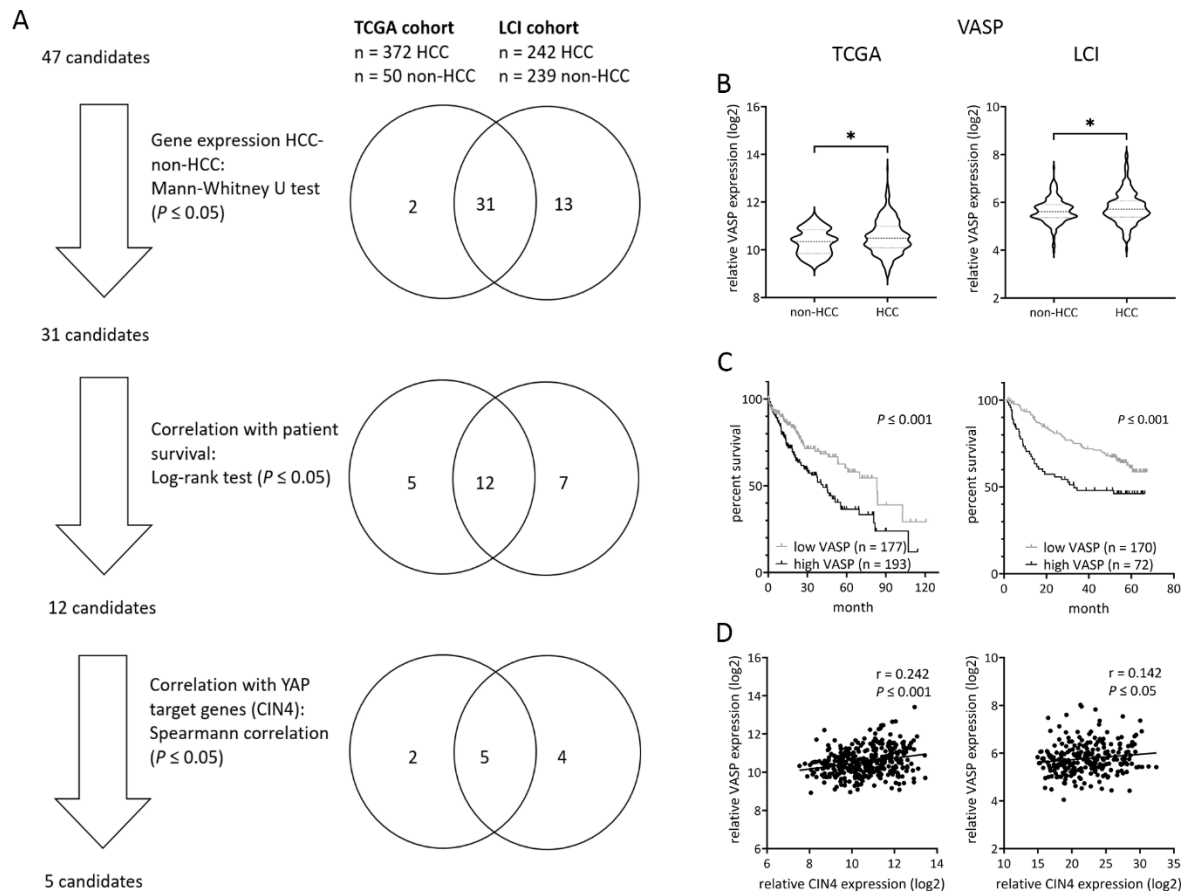 A
47 candidates
TCGA cohort
n = 372 HCC
n = 50 non-HCC
LCI cohort
n = 242 HCC
n = 239 non-HCC
Gene expression HCC-
non-HCC:
Mann-Whitney U test
(P ≤ 0.05)
2
31
13
31 candidates
Correlation with patient
survival:
Log-rank test (P ≤ 0.05)
5
12
7
12 candidates
Correlation with YAP
target genes (CIN4):
Spearmann correlation
(P ≤ 0.05)
2
5
4
5 candidates
VASP
TCGA
LCI
B
relative VASP expression (log2)
16
14
12
10
8
*
non-HCC
HCC
relative VASP expression (log2)
10
8
6
4
2
*
non-HCC
HCC
C
percent survival
100
50
0
P ≤ 0.001
low VASP (n = 177)
high VASP (n = 193)
0
30
60
90
120
month
percent survival
100
50
0
P ≤ 0.001
low VASP (n = 170)
high VASP (n = 72)
0
20
40
60
80
month
D
relative VASP expression (log2)
16
14
12
10
8
6
r = 0.242
P ≤ 0.001
6
8
10
12
14
relative CIN4 expression (log2)
relative VASP expression (log2)
10
8
6
4
2
r = 0.142
P ≤ 0.05
10
15
20
25
30
35
relative CIN4 expression (log2)